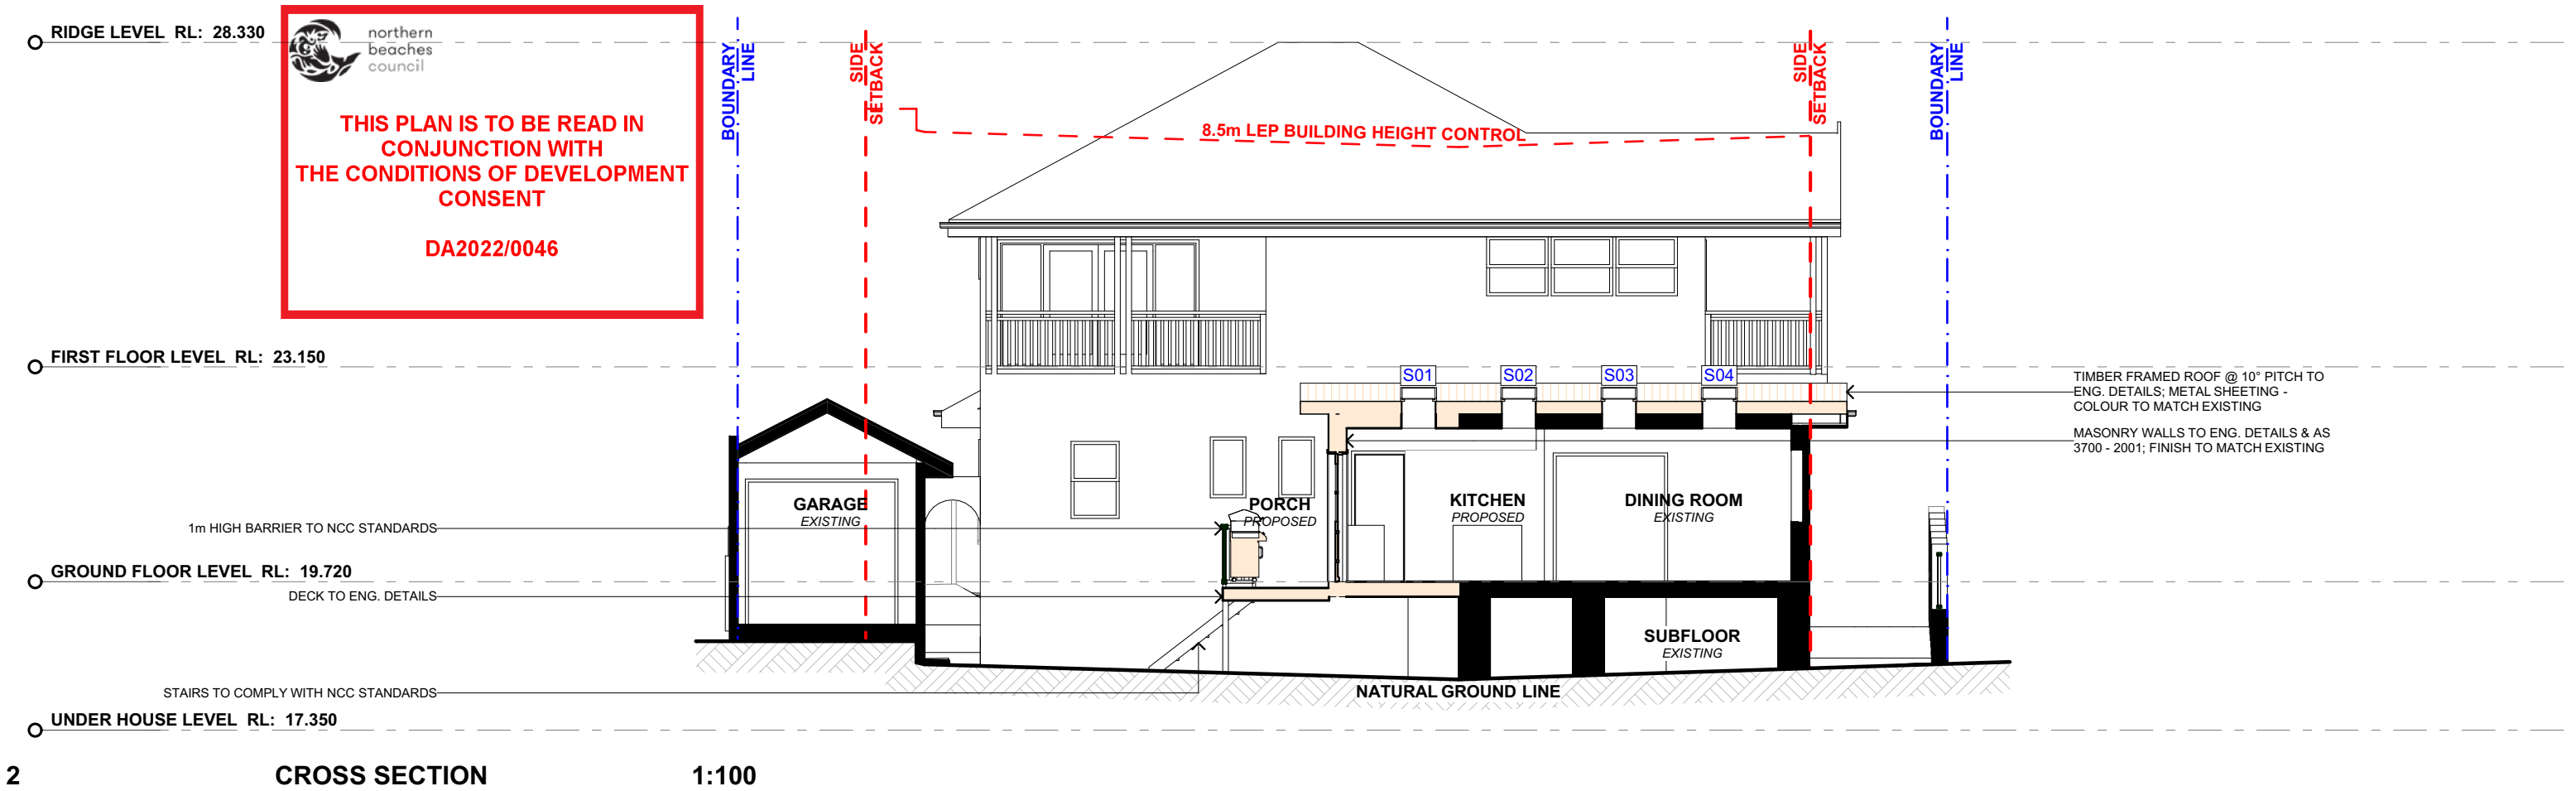 RIDGE LEVEL RL: 28.330
northern
beaches
council
THIS PLAN IS TO BE READ IN
CONJUNCTION WITH
THE CONDITIONS OF DEVELOPMENT
CONSENT
DA2022/0046
BOUNDARY
LINE
SIDE
SETBACK
8.5m LEP BUILDING HEIGHT CONTROL
SIDE
SETBACK
BOUNDARY
LINE
FIRST FLOOR LEVEL RL: 23.150
S01
S02
S03
S04
TIMBER FRAMED ROOF @ 10° PITCH TO
ENG. DETAILS; METAL SHEETING -
COLOUR TO MATCH EXISTING
MASONRY WALLS TO ENG. DETAILS & AS
3700 - 2001; FINISH TO MATCH EXISTING
GARAGE
EXISTING
PORCH
PROPOSED
KITCHEN
PROPOSED
DINING ROOM
EXISTING
1m HIGH BARRIER TO NCC STANDARDS
GROUND FLOOR LEVEL RL: 19.720
DECK TO ENG. DETAILS
SUBFLOOR
EXISTING
STAIRS TO COMPLY WITH NCC STANDARDS
NATURAL GROUND LINE
UNDER HOUSE LEVEL RL: 17.350
2 CROSS SECTION 1:100